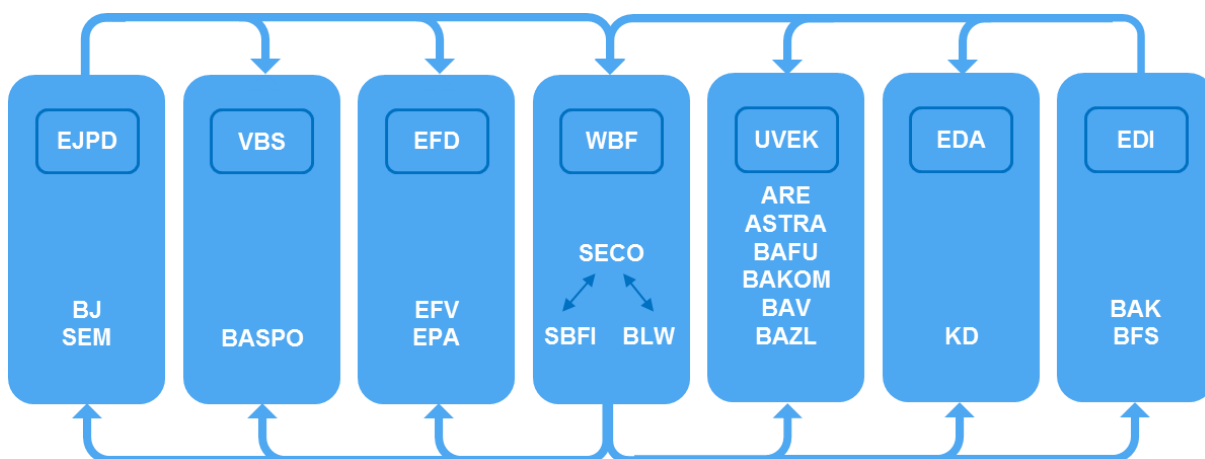 EJPD
BJ
SEM
VBS
BASPO
EFD
EFV
EPA
WBF
SECO
SBFI BLW
UVEK
ARE
ASTRA
BAFU
BAKOM
BAV
BAZL
EDA
KD
EDI
BAK
BFS